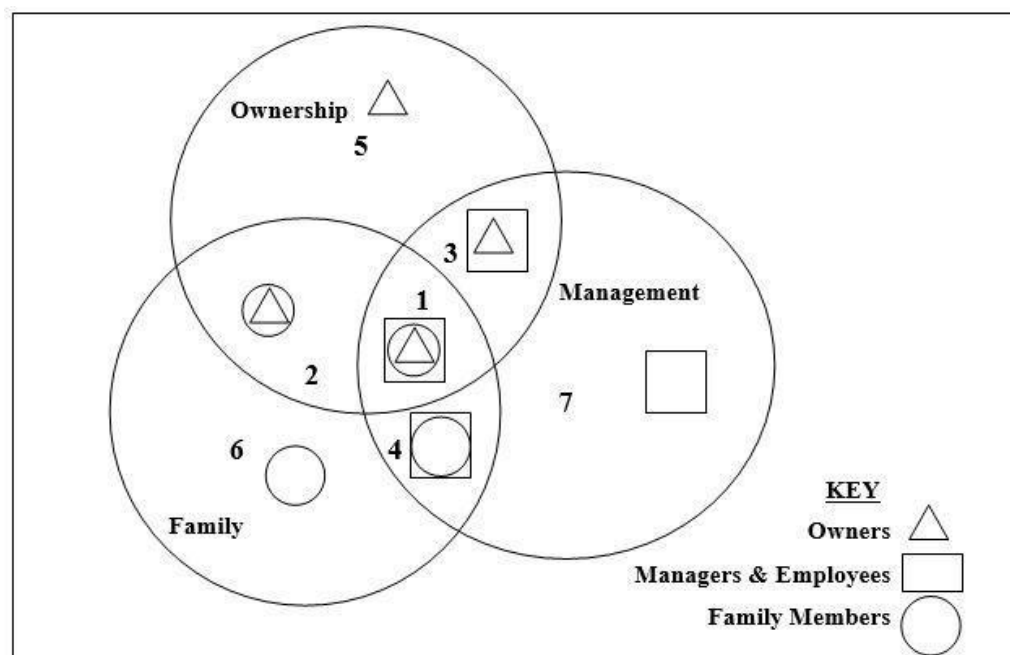 Ownership
5
3
Management
1
2
7
6
4
Family
KEY
Owners
Managers & Employees
Family Members